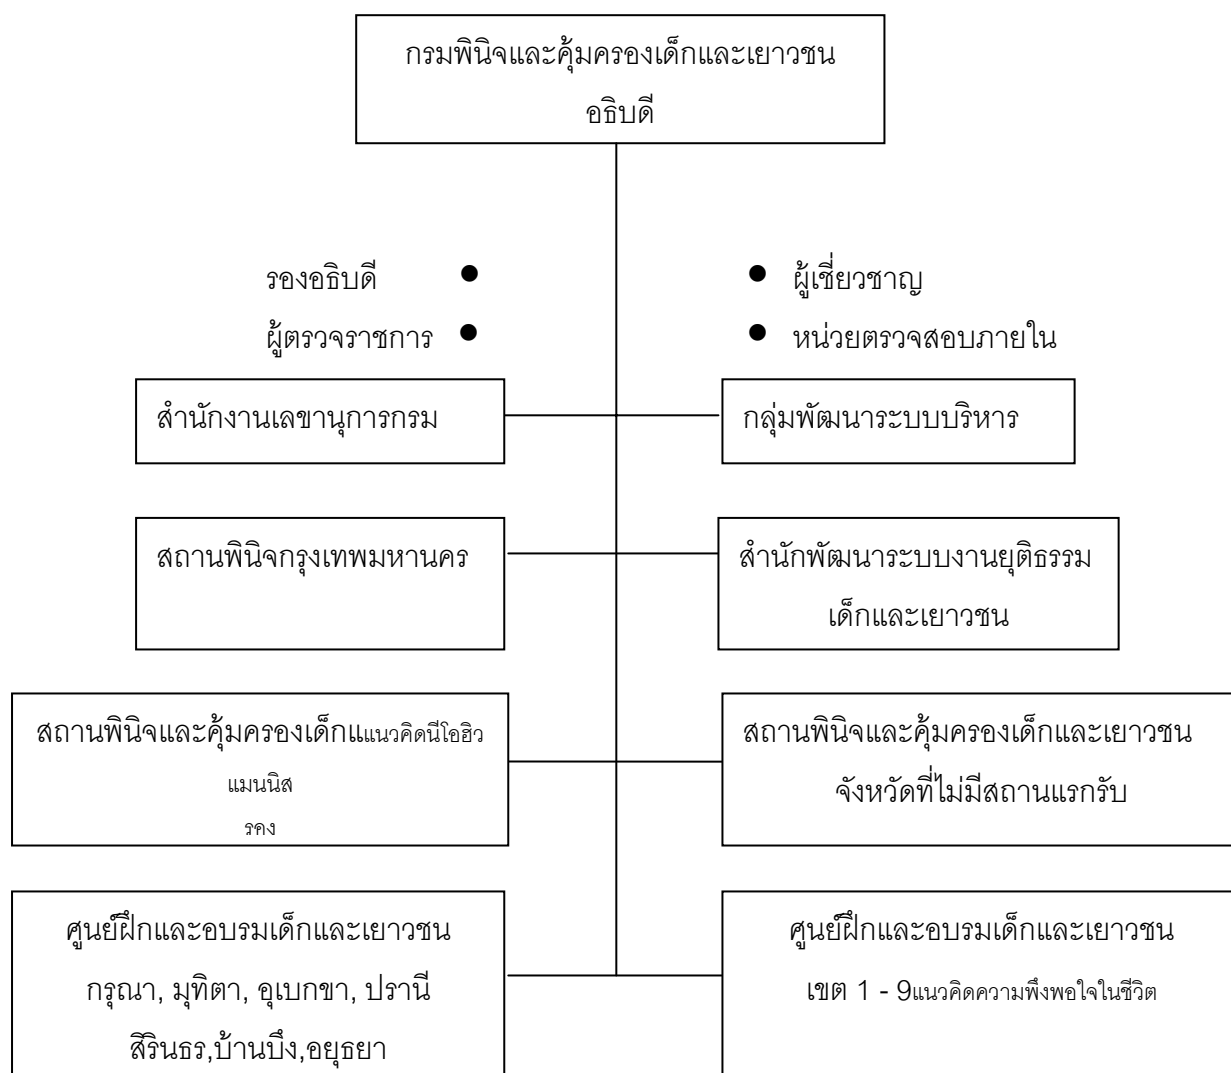 กรมพินิจและคุ้มครองเด็กและเยาวชน
อธิบดี
รองอธิบดี ●
● ผู้เชี่ยวชาญ
ผู้ตรวจราชการ ●
● หน่วยตรวจสอบภายใน
สำนักงานเลขานุการกรม
กลุ่มพัฒนาระบบบริหาร
สถานพินิจกรุงเทพมหานคร
สำนักพัฒนาระบบงานยุติธรรม
เด็กและเยาวชน
สถานพินิจและคุ้มครองเด็กแแนวคิดนีโอฮิว
แมนนิส
รคง
สถานพินิจและคุ้มครองเด็กและเยาวชน
จังหวัดที่ไม่มีสถานแรกรับ
ศูนย์ฝึกและอบรมเด็กและเยาวชน
กรุณา, มุทิตา, อุเบกขา, ปรานี
สิรินธร,บ้านบึง,อยุธยา
ศูนย์ฝึกและอบรมเด็กและเยาวชน
เขต 1 - 9แนวคิดความพึงพอใจในชีวิต